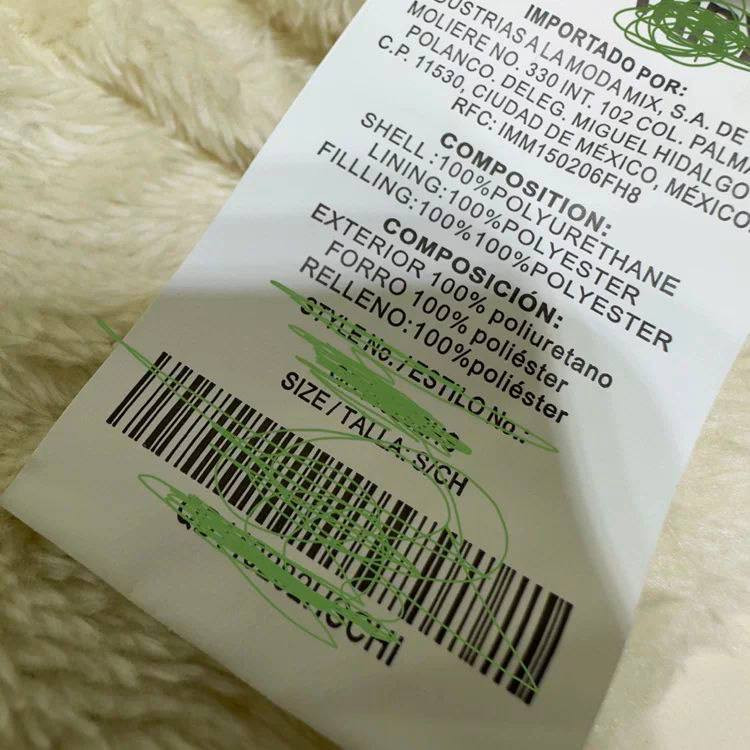 IMPORTADO POR:
DUSTRIAS A LA MODA MIX, S.A. DE
MOLIERE NO. 330 INT. 102 COL. PALMA
POLANCO, DELEG. MIGUEL HIDALGO
C.P. 11530, CIUDAD DE MÉXICO, MÉXICO.
RFC: IMM150206FH8
COMPOSITION:
SHELL:100%POLYURETHANE
LINING:100%POLYESTER
FILLLING:100%100%POLYESTER
COMPOSICIÓN:
EXTERIOR 100% poliuretano
FORRO 100% poliéster
RELLENO:100%poliéster
STYLE No./ESTILO No.:
SIZE/TALLA: S/CH